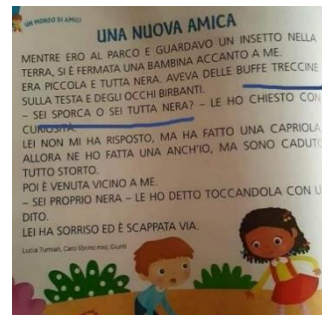 UN MONDO DI AMICI
UNA NUOVA AMICA
MENTRE ERO AL PARCO E GUARDAVO UN INSETTO NELLA
TERRA, SI È FERMATA UNA BAMBINA ACCANTO A ME.
ERA PICCOLA E TUTTA NERA. AVEVA DELLE BUFFE TRECCINE
SULLA TESTA E DEGLI OCCHI BIRBANTI.
– SEI SPORCA O SEI TUTTA NERA? – LE HO CHIESTO CON
CURIOSITÀ.
LEI NON MI HA RISPOSTO, MA HA FATTO UNA CAPRIOLA.
ALLORA NE HO FATTA UNA ANCH'IO, MA SONO CADUTO
TUTTO STORTO.
POI È VENUTA VICINO A ME.
– SEI PROPRIO NERA – LE HO DETTO TOCCANDOLA CON U
DITO.
LEI HA SORRISO ED È SCAPPATA VIA.
Lucia Tumiati, Caro librino mio, Giunti